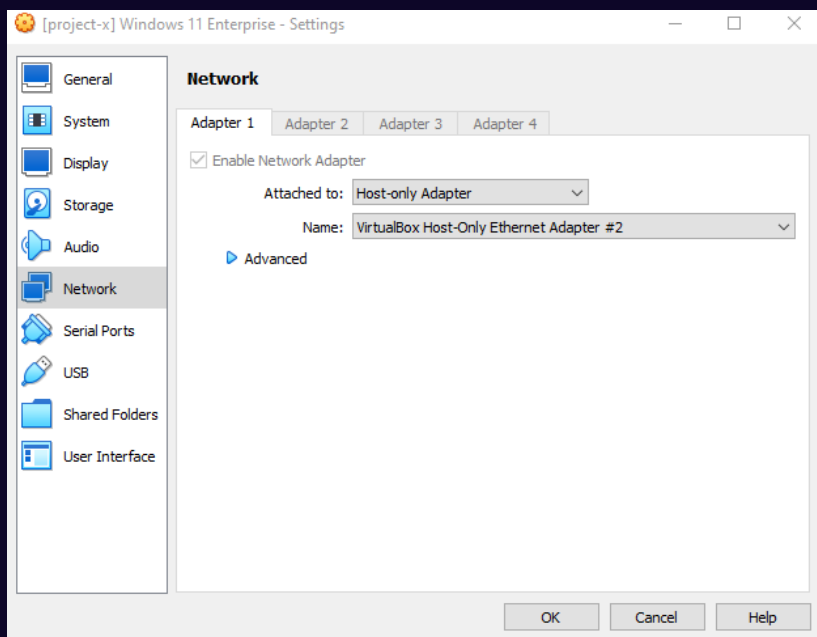 [project-x] Windows 11 Enterprise - Settings
General
System
Display
Storage
Audio
Network
Serial Ports
USB
Shared Folders
User Interface
Network
Adapter 1 Adapter 2 Adapter 3 Adapter 4
Enable Network Adapter
Attached to: Host-only Adapter
Name: VirtualBox Host-Only Ethernet Adapter #2
Advanced
OK Cancel Help